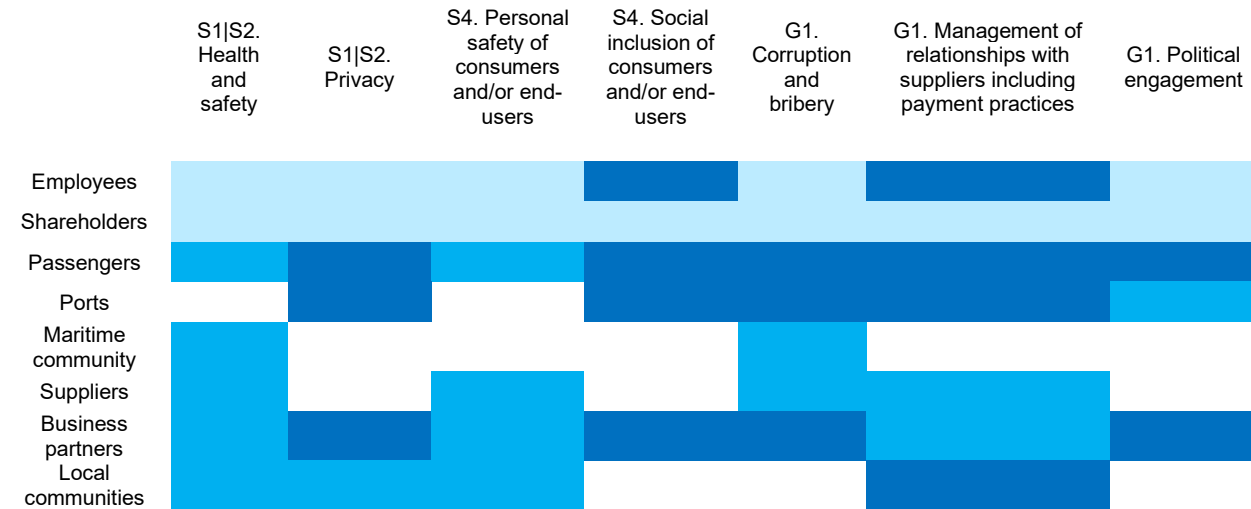 S1|S2.
Health
and
safety
S1|S2.
Privacy
S4. Personal
safety of
consumers
and/or end-
users
S4. Social
inclusion of
consumers
and/or end-
users
G1.
Corruption
and
bribery
G1. Management of
relationships with
suppliers including
payment practices
G1. Political
engagement
Employees
Shareholders
Passengers
Ports
Maritime
community
Suppliers
Business
partners
Local
communities